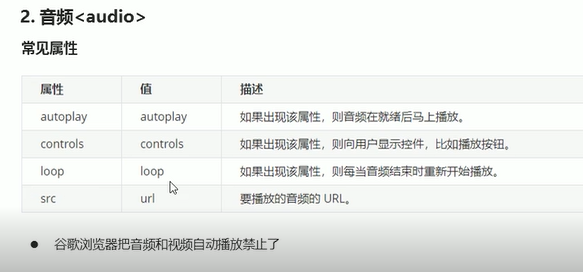 2. 音频<audio>
常见属性
属性 值 描述
autoplay autoplay 如果出现该属性，则音频在就绪后马上播放。
controls controls 如果出现该属性，则向用户显示控件，比如播放按钮。
loop loop 如果出现该属性，则每当音频结束时重新开始播放。
src url 要播放的音频的 URL。
● 谷歌浏览器把音频和视频自动播放禁止了